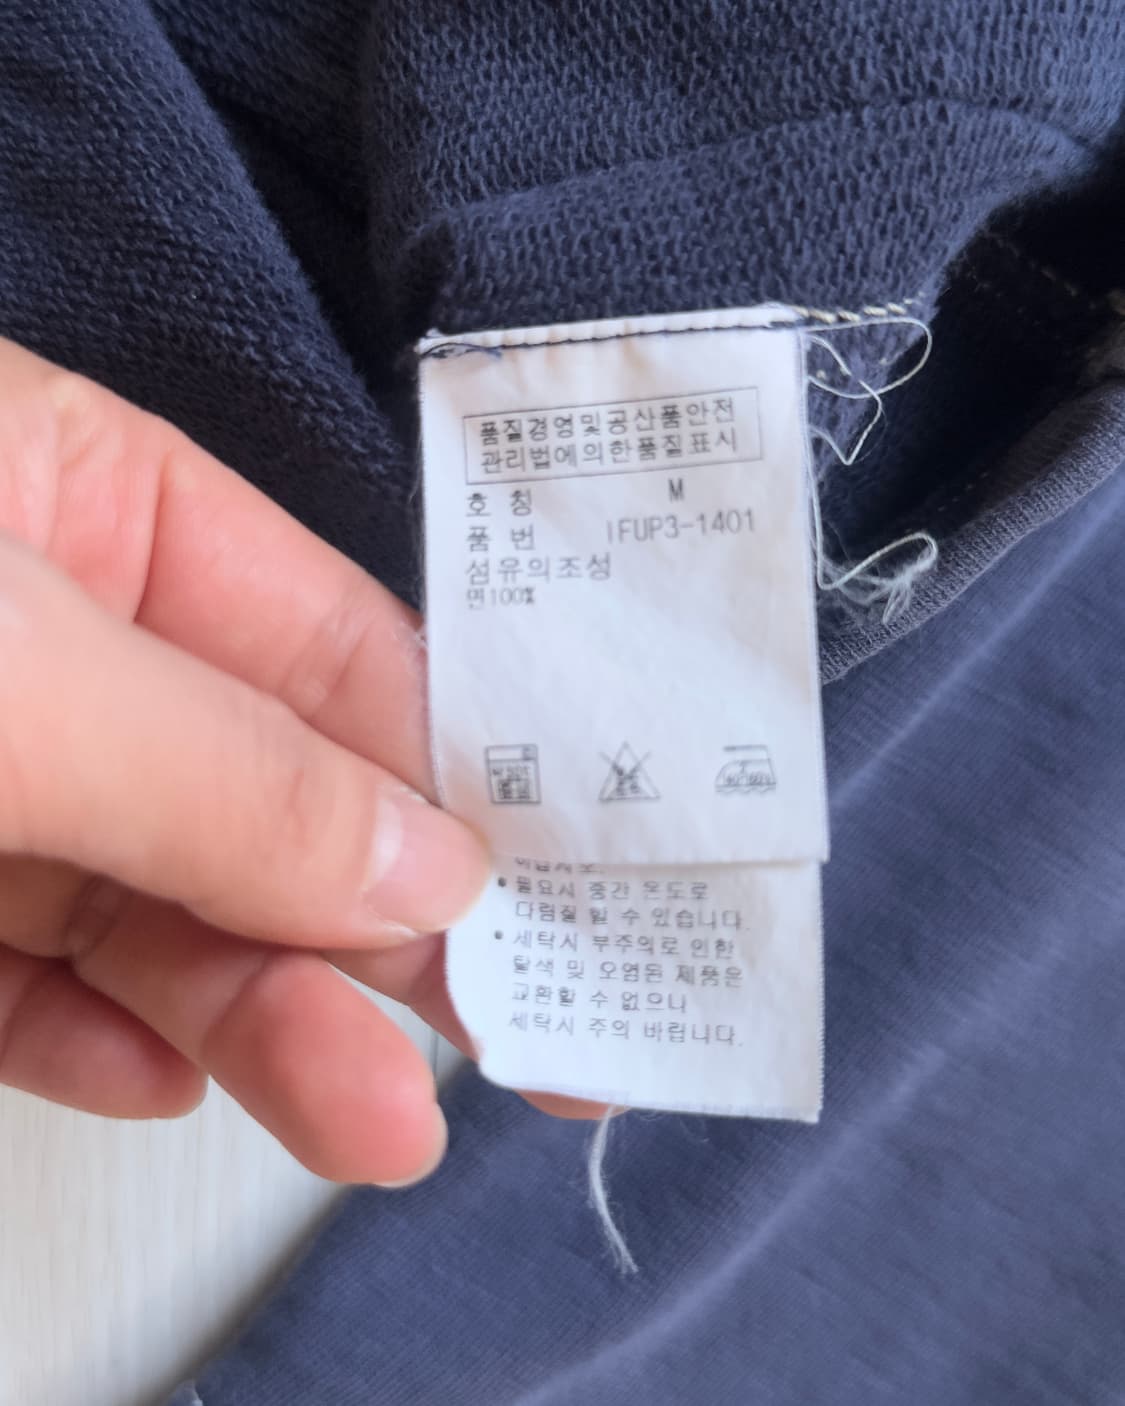 품질경영및공산품안전
관리법에의한품질표시
호 칭 M
품 번 IFUP3-1401
섬유의조성
면100%
• 필요시 중간 온도로
다림질 할 수 있습니다.
• 세탁시 부주의로 인한
탈색 및 오염된 제품은
교환할 수 없으니
세탁시 주의 바랍니다.